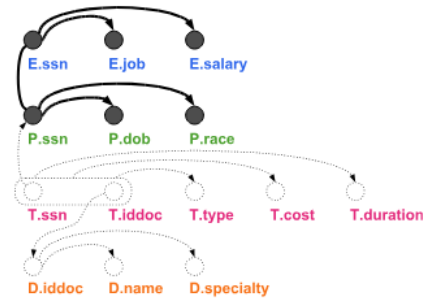 E.ssn E.job E.salary
P.ssn P.dob P.race
T.ssn T.iddoc T.type T.cost T.duration
D.iddoc D.name D.specialty